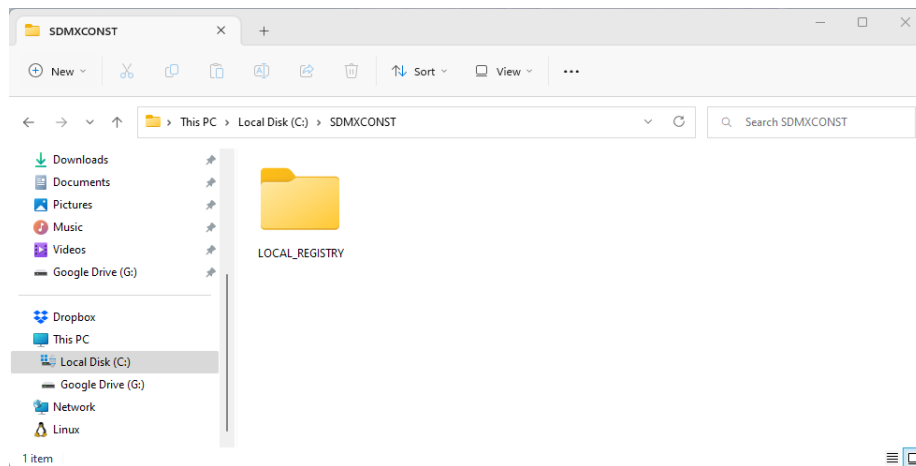 SDMXCONST
New
Sort
View
This PC > Local Disk (C:) > SDMXCONST
Search SDMXCONST
Downloads
Documents
Pictures
Music
Videos
Google Drive (G:)
Dropbox
This PC
Local Disk (C:)
Google Drive (G:)
Network
Linux
LOCAL_REGISTRY
1 item